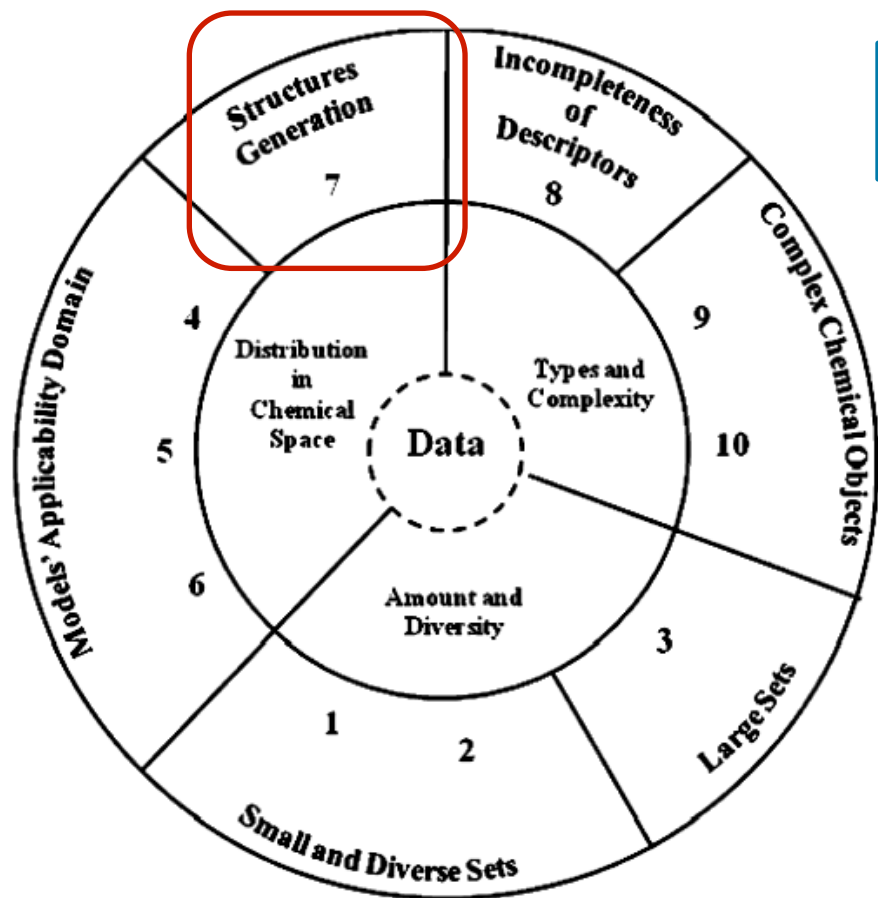 Structures
Generation
7
Incompleteness
of
Descriptors
8
Complex Chemical Objects
9
10
Models' Applicability Domain
4
5
6
Distribution
in
Chemical
Space
Types and
Complexity
Data
Amount and
Diversity
3
Large Sets
1
2
Small and Diverse Sets